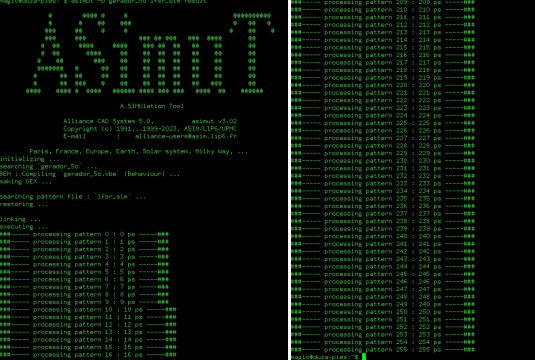 $ asimut -b gerador_5o lfsr_sim result
ASIMUT
A SIMUlation Tool
Alliance CAD System 5.0, asimut v3.02
Copyright (c) 1991...1999-2023, ASIM/LIP6/UPMC
E-mail : alliance-users@asim.lip6.fr
Paris, France, Europe, Earth, Solar system, Milky Way, ...
initializing ...
searching `gerador_5o` ...
BEH : Compiling `gerador_5o.vbe` (Behaviour) ...
making GEX ...
searching pattern file : `lfsr_sim` ...
restoring ...
linking ...
executing ...
###----- processing pattern 0 : 0 ps -----###
###----- processing pattern 1 : 1 ps -----###
###----- processing pattern 2 : 2 ps -----###
###----- processing pattern 3 : 3 ps -----###
###----- processing pattern 4 : 4 ps -----###
###----- processing pattern 5 : 5 ps -----###
###----- processing pattern 6 : 6 ps -----###
###----- processing pattern 7 : 7 ps -----###
###----- processing pattern 8 : 8 ps -----###
###----- processing pattern 9 : 9 ps -----###
###----- processing pattern 10 : 10 ps -----###
###----- processing pattern 11 : 11 ps -----###
###----- processing pattern 12 : 12 ps -----###
###----- processing pattern 13 : 13 ps -----###
###----- processing pattern 14 : 14 ps -----###
###----- processing pattern 15 : 15 ps -----###
###----- processing pattern 16 : 16 ps -----###
###----- processing pattern 209 : 209 ps -----###
###----- processing pattern 210 : 210 ps -----###
###----- processing pattern 211 : 211 ps -----###
###----- processing pattern 212 : 212 ps -----###
###----- processing pattern 213 : 213 ps -----###
###----- processing pattern 214 : 214 ps -----###
###----- processing pattern 215 : 215 ps -----###
###----- processing pattern 216 : 216 ps -----###
###----- processing pattern 217 : 217 ps -----###
###----- processing pattern 218 : 218 ps -----###
###----- processing pattern 219 : 219 ps -----###
###----- processing pattern 220 : 220 ps -----###
###----- processing pattern 221 : 221 ps -----###
###----- processing pattern 222 : 222 ps -----###
###----- processing pattern 223 : 223 ps -----###
###----- processing pattern 224 : 224 ps -----###
###----- processing pattern 225 : 225 ps -----###
###----- processing pattern 226 : 226 ps -----###
###----- processing pattern 227 : 227 ps -----###
###----- processing pattern 228 : 228 ps -----###
###----- processing pattern 229 : 229 ps -----###
###----- processing pattern 230 : 230 ps -----###
###----- processing pattern 231 : 231 ps -----###
###----- processing pattern 232 : 232 ps -----###
###----- processing pattern 233 : 233 ps -----###
###----- processing pattern 234 : 234 ps -----###
###----- processing pattern 235 : 235 ps -----###
###----- processing pattern 236 : 236 ps -----###
###----- processing pattern 237 : 237 ps -----###
###----- processing pattern 238 : 238 ps -----###
###----- processing pattern 239 : 239 ps -----###
###----- processing pattern 240 : 240 ps -----###
###----- processing pattern 241 : 241 ps -----###
###----- processing pattern 242 : 242 ps -----###
###----- processing pattern 243 : 243 ps -----###
###----- processing pattern 244 : 244 ps -----###
###----- processing pattern 245 : 245 ps -----###
###----- processing pattern 246 : 246 ps -----###
###----- processing pattern 247 : 247 ps -----###
###----- processing pattern 248 : 248 ps -----###
###----- processing pattern 249 : 249 ps -----###
###----- processing pattern 250 : 250 ps -----###
###----- processing pattern 251 : 251 ps -----###
###----- processing pattern 252 : 252 ps -----###
###----- processing pattern 253 : 253 ps -----###
###----- processing pattern 254 : 254 ps -----###
###----- processing pattern 255 : 255 ps -----###